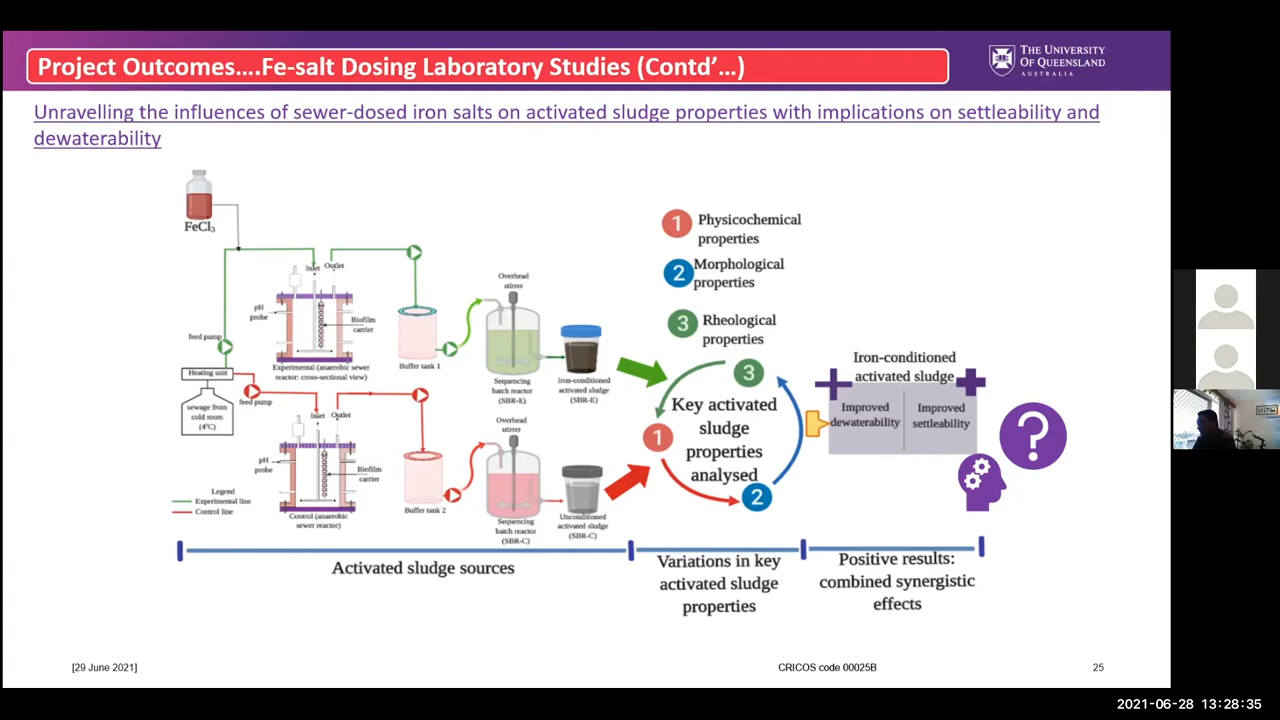 Project Outcomes….Fe-salt Dosing Laboratory Studies (Contd'…)
THE UNIVERSITY
OF QUEENSLAND
AUSTRALIA
Unravelling the influences of sewer-dosed iron salts on activated sludge properties with implications on settleability and
dewaterability
FeCl3
Inlet
Outlet
pH
probe
Biofilm
carrier
feed pump
Experimental (anaerobic sewer
reactor: cross-sectional view)
Heating unit
feed pump
sewage from
cold room
(4°C)
Buffer tank 1
Overhead
stirrer
Sequencing
batch reactor
(SBR-E)
Iron-conditioned
activated sludge
(SBR-E)
Inlet
Outlet
pH
probe
Biofilm
carrier
Control (anaerobic
sewer reactor)
Buffer tank 2
Overhead
stirrer
Sequencing
batch reactor
(SBR-C)
Unconditioned
activated sludge
(SBR-C)
Legend
Experimental line
Control line
1 Physicochemical
properties
2 Morphological
properties
3 Rheological
properties
3
Key activated
sludge
1
properties
analysed
2
Iron-conditioned
activated sludge
Improved
dewaterability
Improved
settleability
?
Activated sludge sources
Variations in key
activated sludge
properties
Positive results:
combined synergistic
effects
[29 June 2021]
CRICOS code 00025B
25
2021-06-28 13:28:35